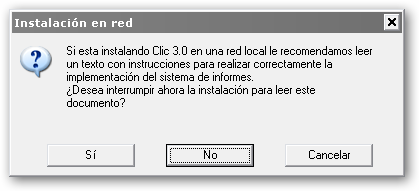 Instalación en red
Si esta instalando Clic 3.0 en una red local le recomendamos leer
un texto con instrucciones para realizar correctamente la
implementación del sistema de informes.
¿Desea interrumpir ahora la instalación para leer este
documento?
Sí
No
Cancelar